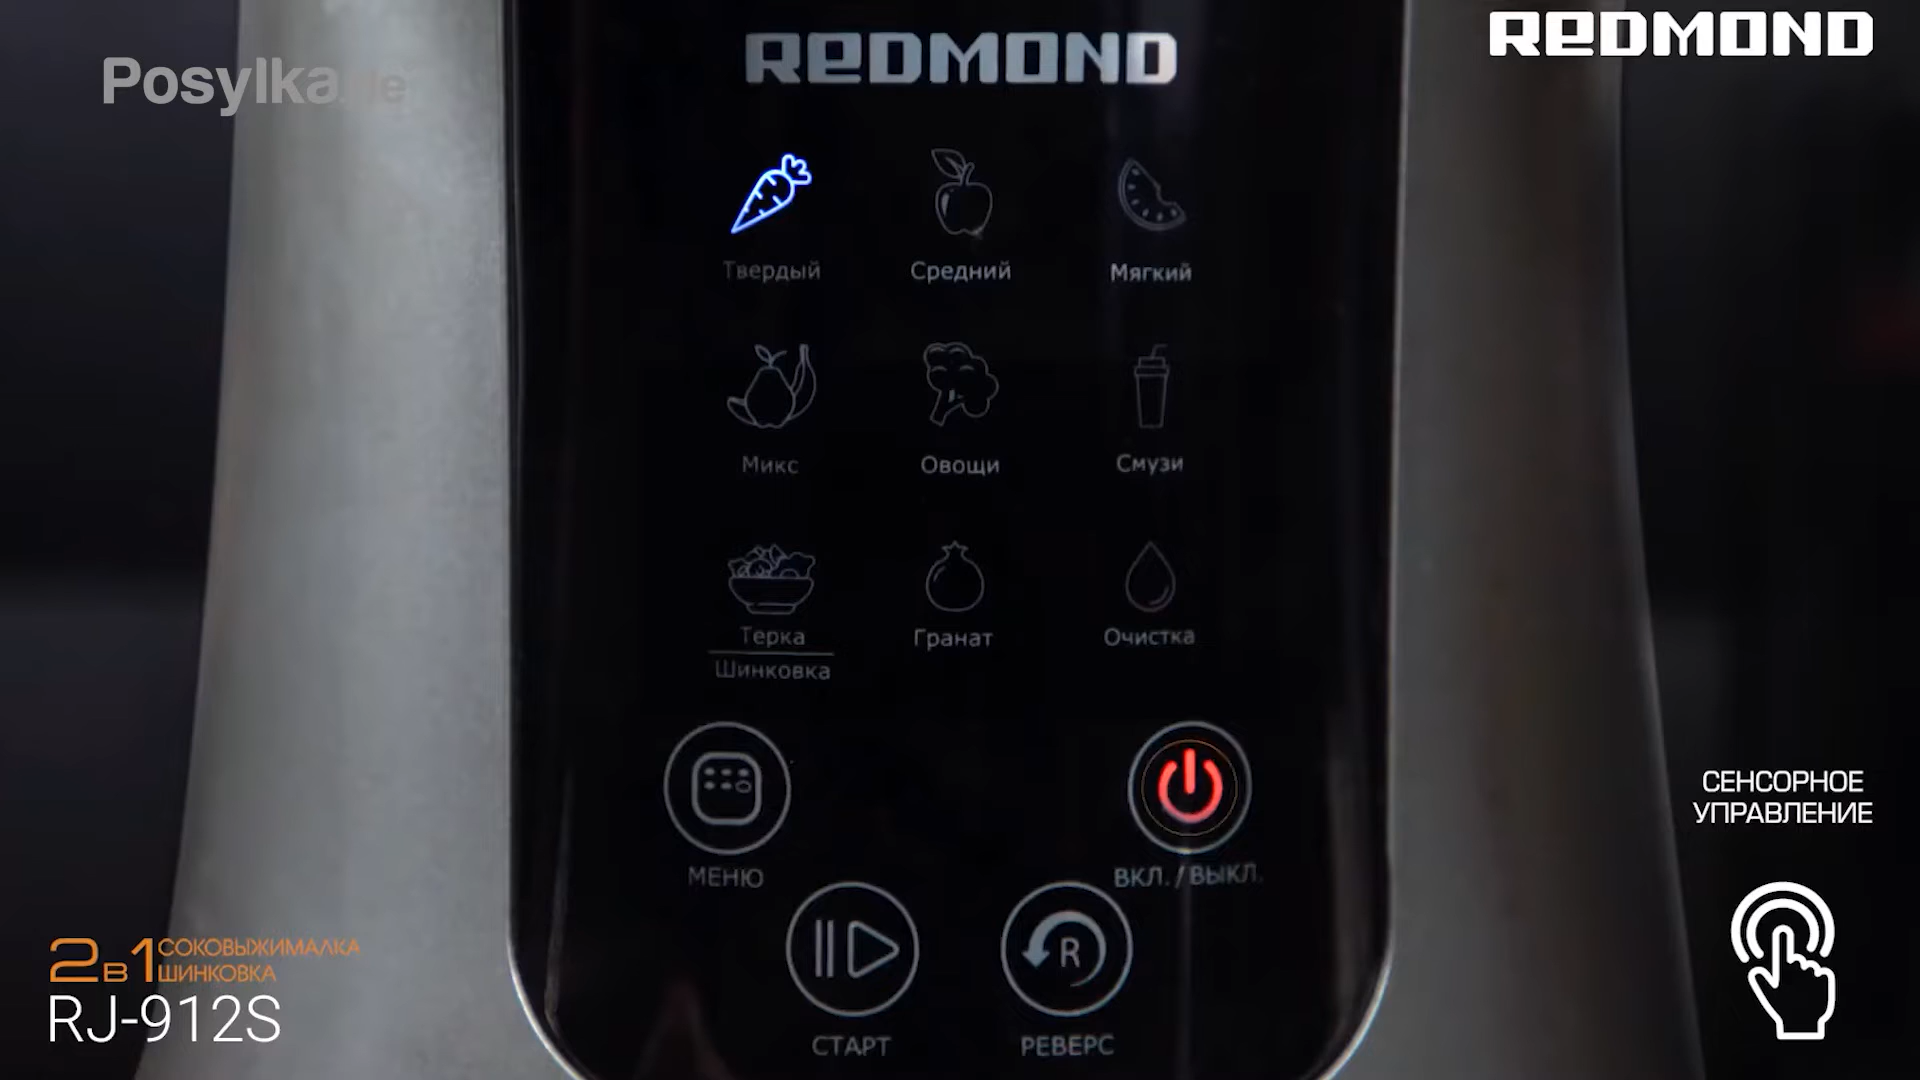 REDMOND
REDMOND
Posylka.de
Твердый
Средний
Мягкий
Микс
Овощи
Смузи
Терка
Шинковка
Гранат
Очистка
МЕНЮ
ВКЛ./ВЫКЛ.
R
СТАРТ
РЕВЕРС
СЕНСОРНОЕ
УПРАВЛЕНИЕ
2в1 СОКОВЫЖИМАЛКА
ШИНКОВКА
RJ-912S